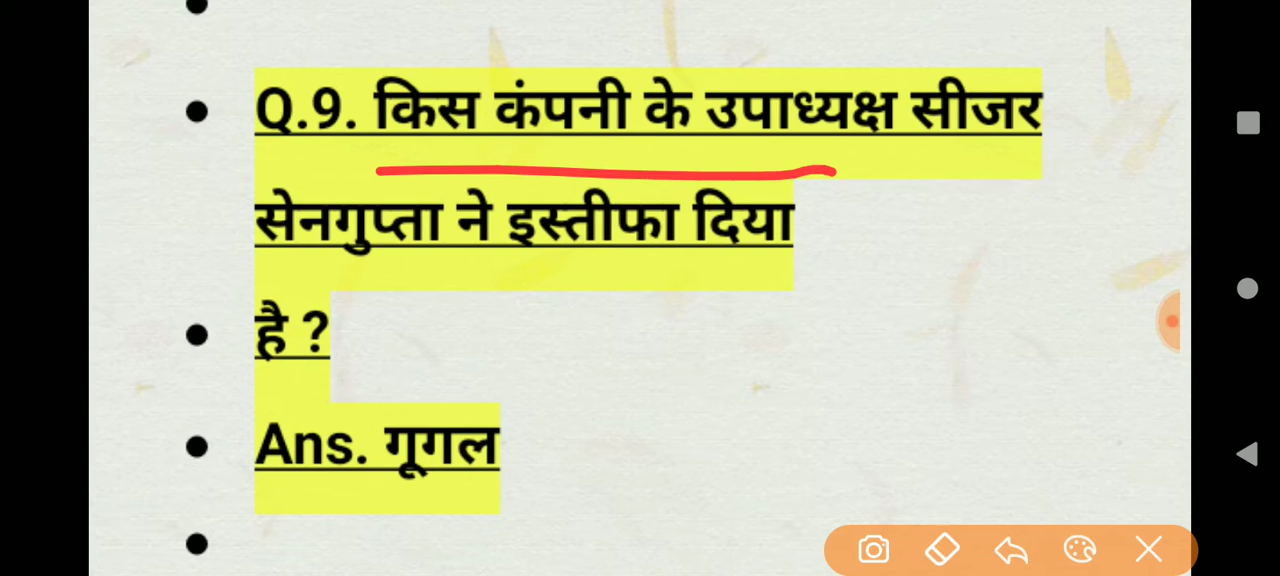 Q.9. किस कंपनी के उपाध्यक्ष सीजर
सेनगुप्ता ने इस्तीफा दिया
है ?
Ans. गूगल